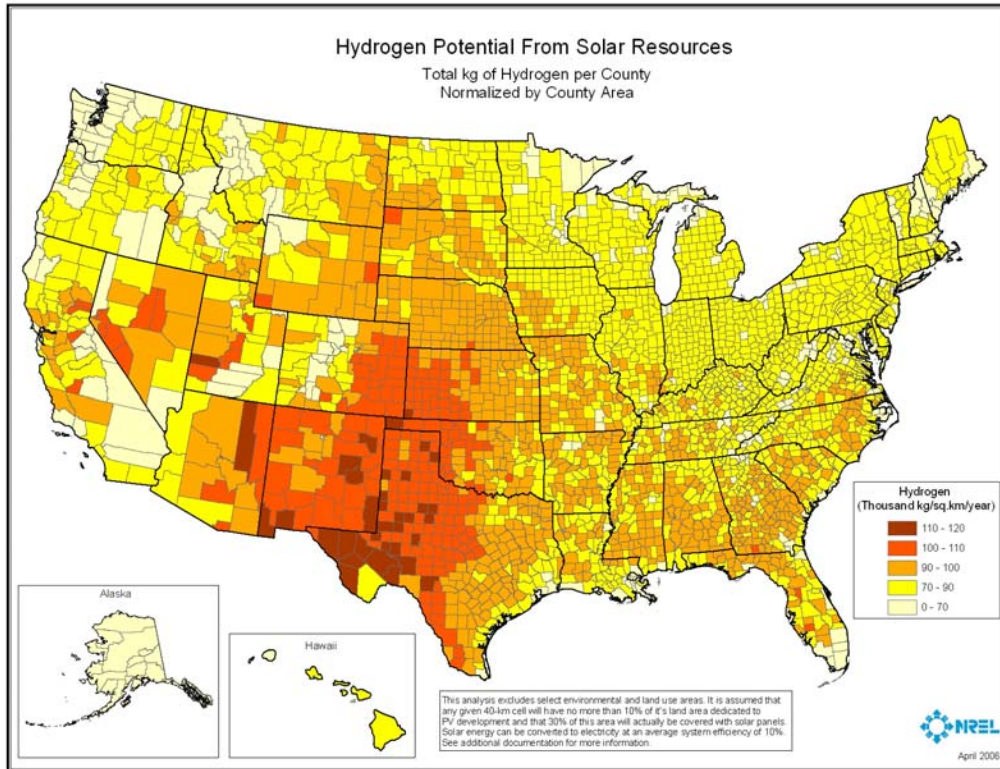 Hydrogen Potential From Solar Resources
Total kg of Hydrogen per County
Normalized by County Area
Hydrogen
(Thousand kg/sq.km/year)
110 - 120
100 - 110
90 - 100
70 - 90
0 - 70
Alaska
Hawaii
This analysis excludes select environmental and land use areas. It is assumed that
any given 40-km cell will have no more than 10% of it's land area dedicated to
PV development and that 30% of this area will actually be covered with solar panels.
Solar energy can be converted to electricity at an average system efficiency of 10%.
See additional documentation for more information.
NREL
April 2006